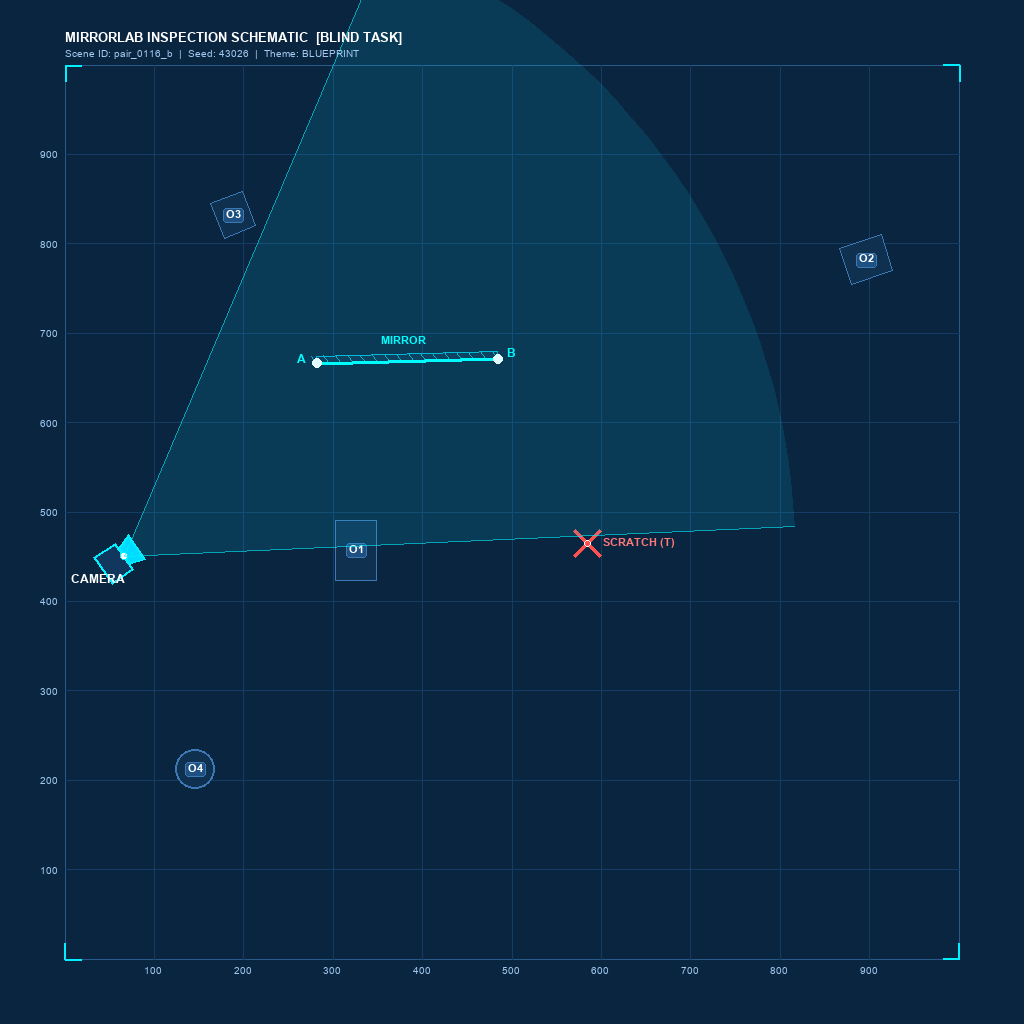 MIRRORLAB INSPECTION SCHEMATIC [BLIND TASK]
Scene ID: pair_0116_b | Seed: 43026 | Theme: BLUEPRINT
900
O3
800
O2
700
MIRROR
A
B
600
500
O1
SCRATCH (T)
CAMERA
400
300
200
O4
100
100 200 300 400 500 600 700 800 900